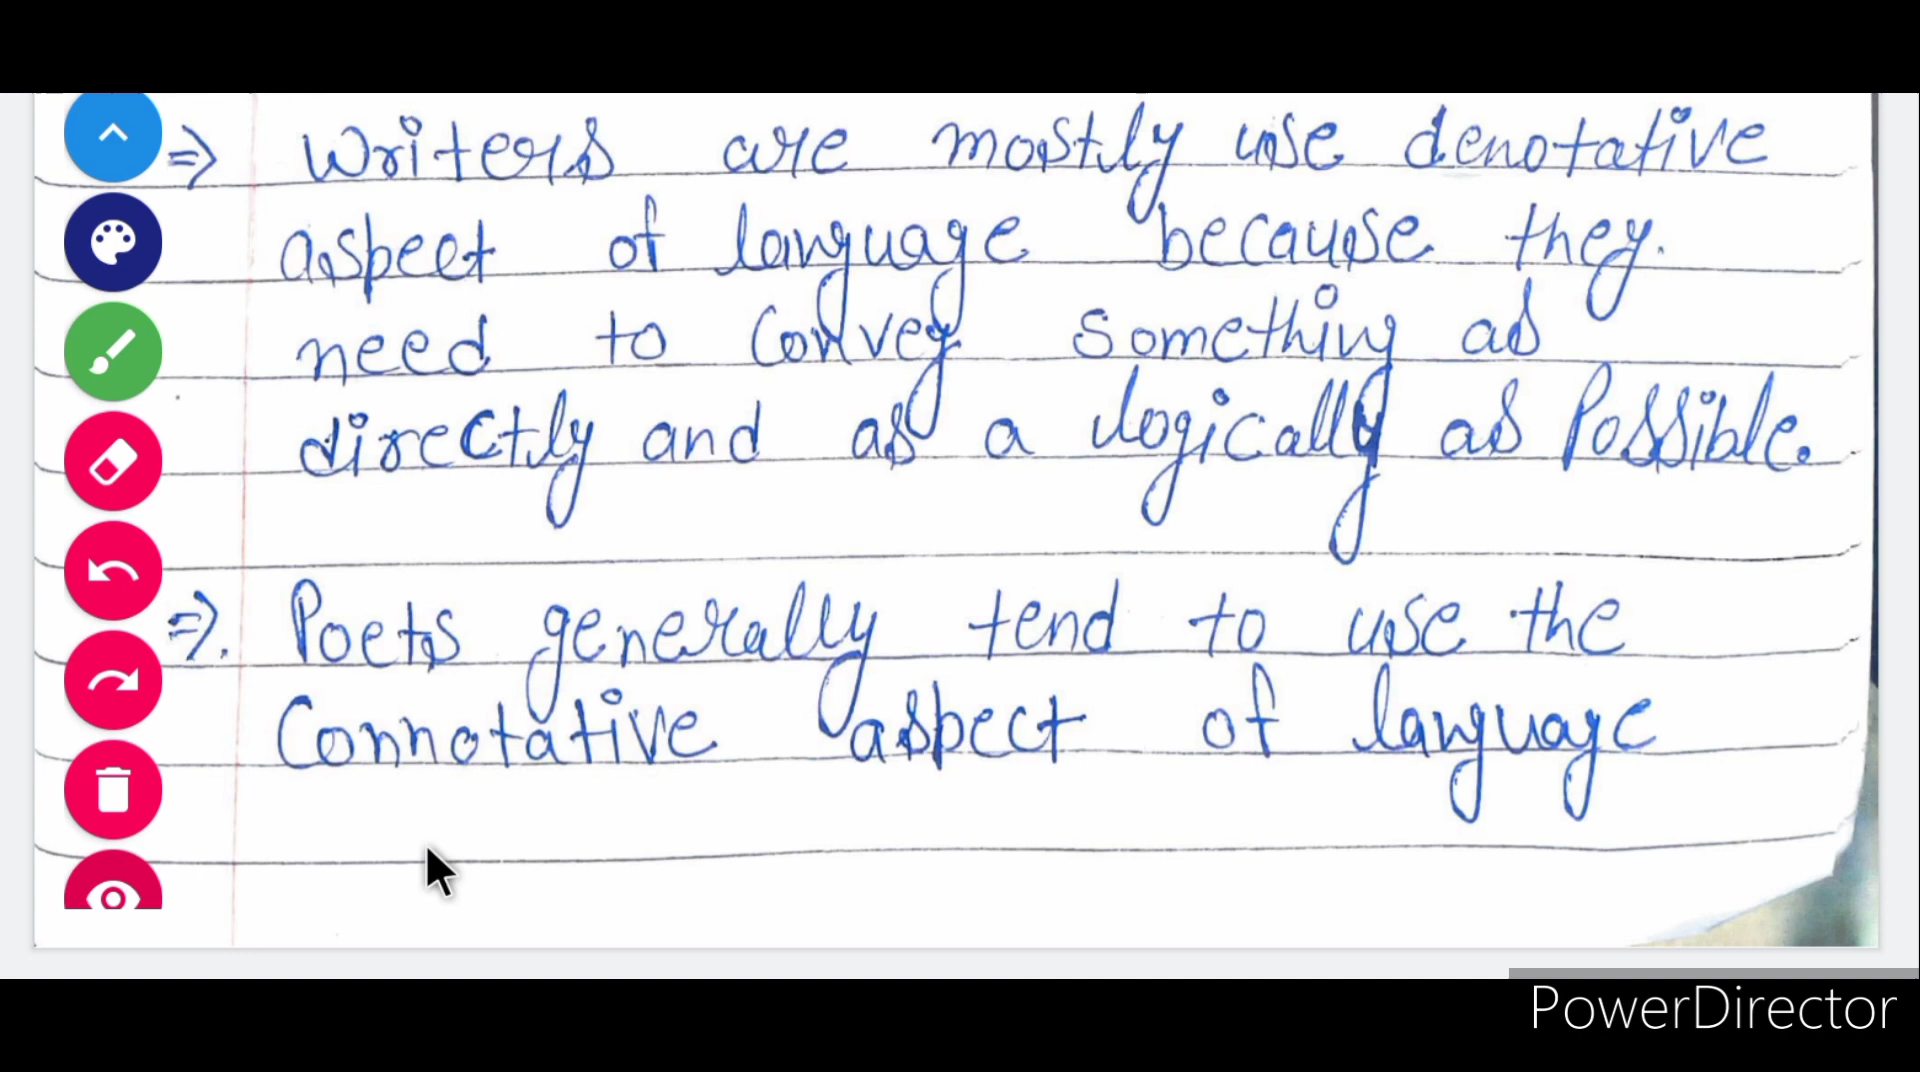 ⇒ Writers are mostly use denotative
aspect of language because they.
need to Convey something as
directly and as a logically as Possible.
⇒. Poets generally tend to use the
Connotative aspect of language
PowerDirector